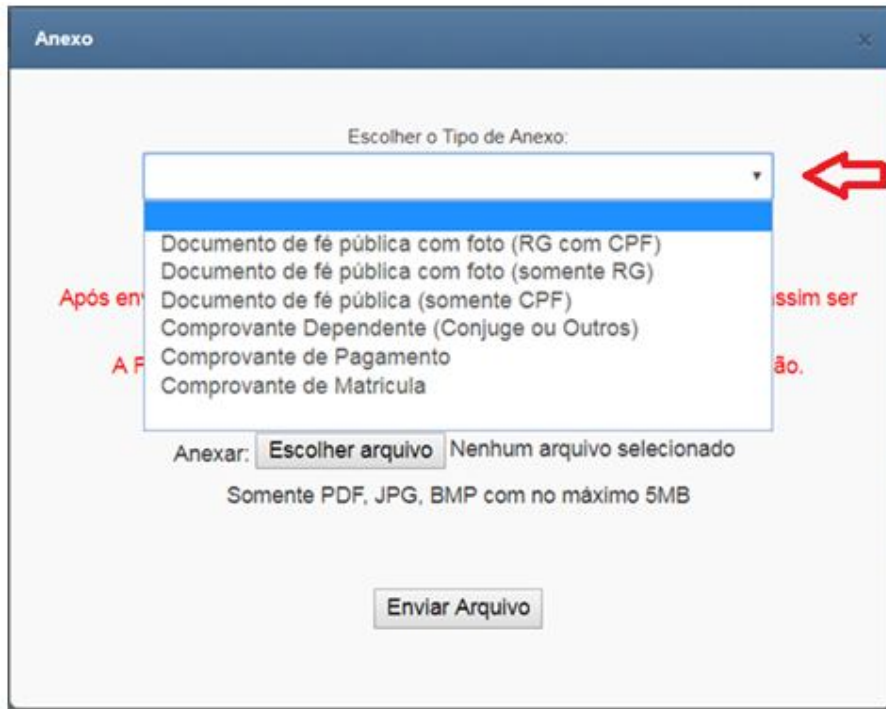 Anexo
Escolher o Tipo de Anexo:
Documento de fé pública com foto (RG com CPF)
Documento de fé pública com foto (somente RG)
Após ssim ser
Documento de fé pública (somente CPF)
Comprovante Dependente (Conjuge ou Outros)
A ão.
Comprovante de Pagamento
Comprovante de Matricula
Anexar: Escolher arquivo Nenhum arquivo selecionado
Somente PDF, JPG, BMP com no máximo 5MB
Enviar Arquivo